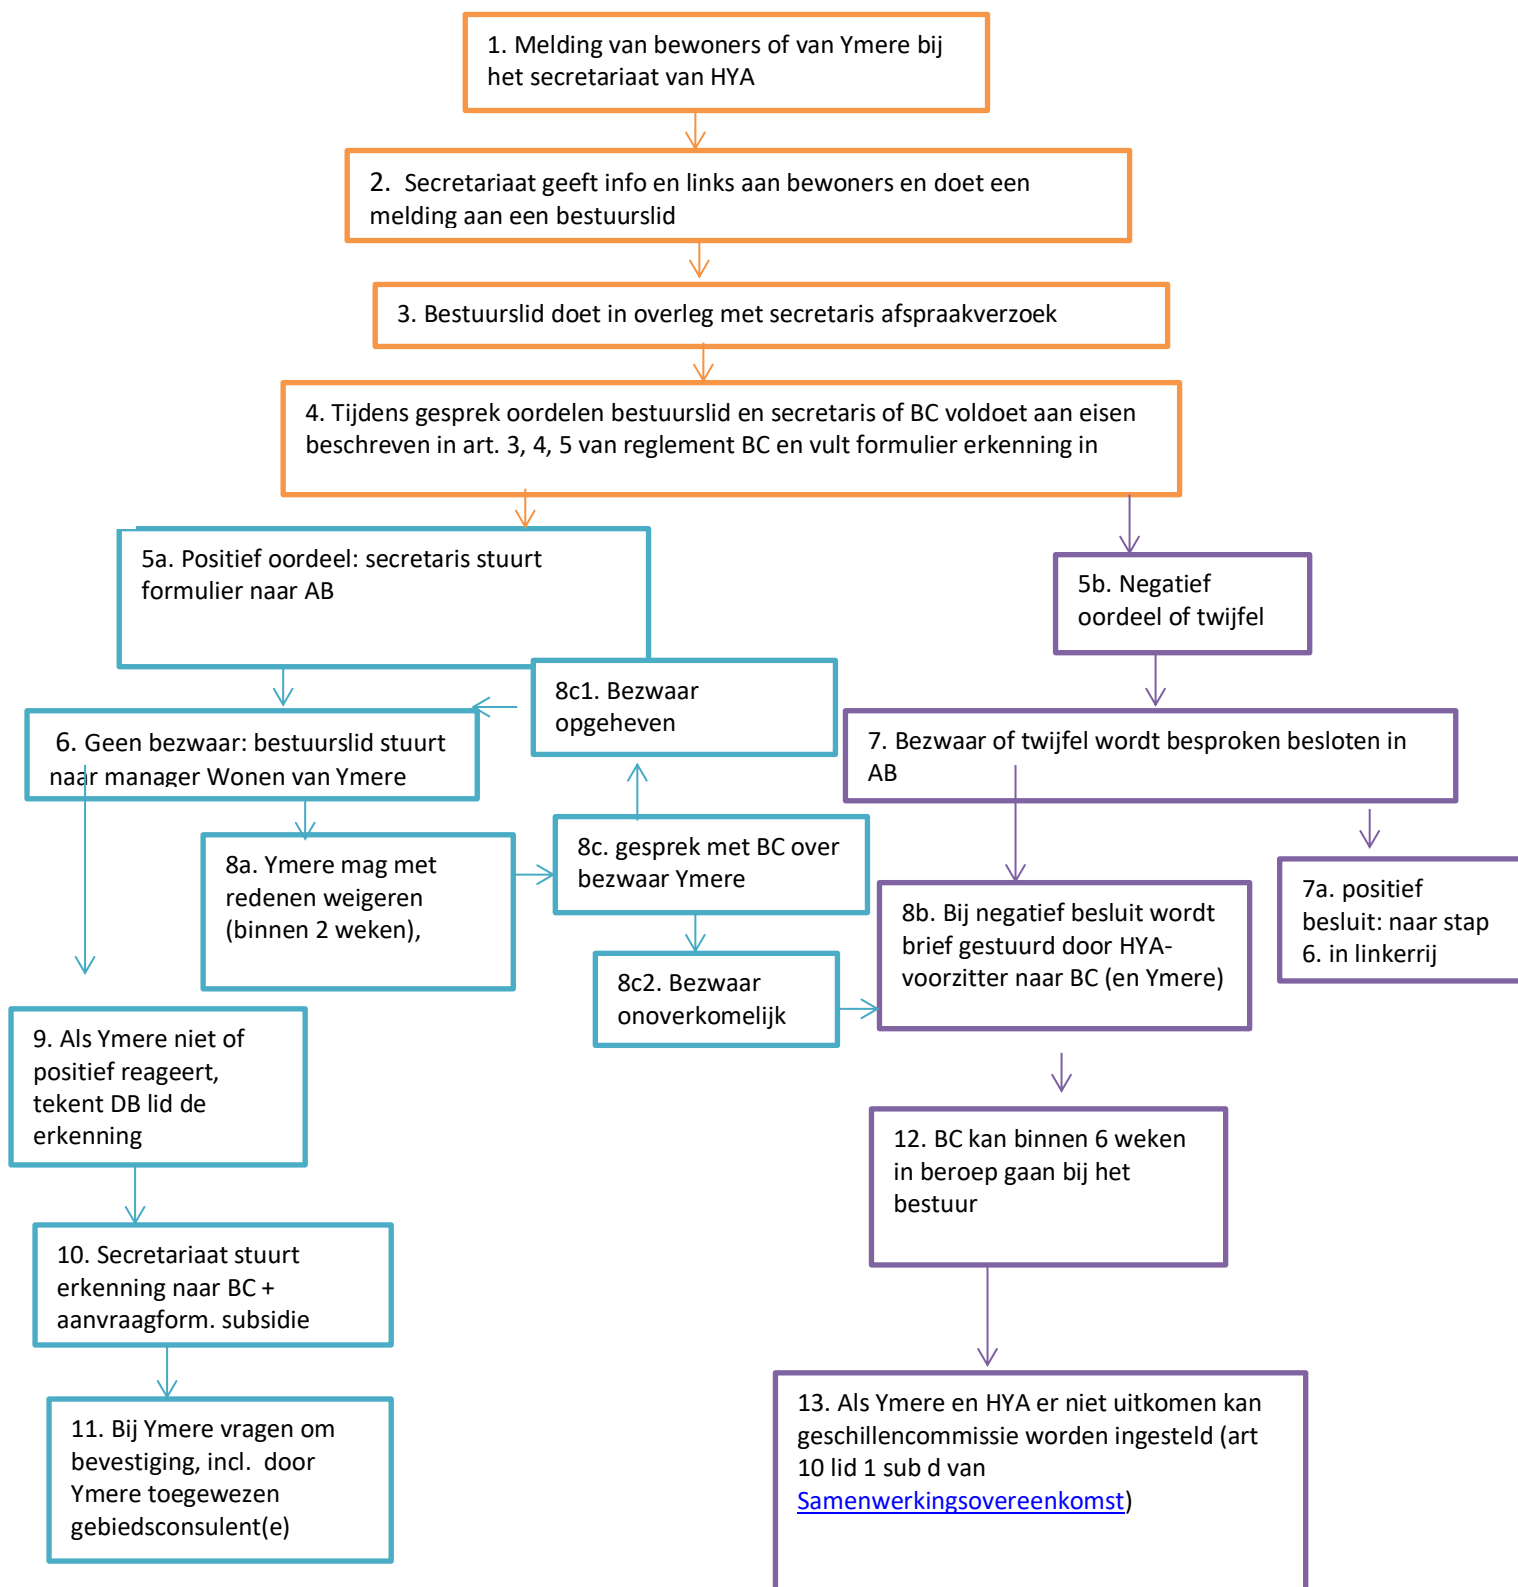 1. Melding van bewoners of van Ymere bij
het secretariaat van HYA
2. Secretariaat geeft info en links aan bewoners en doet een
melding aan een bestuurslid
3. Bestuurslid doet in overleg met secretaris afspraakverzoek
4. Tijdens gesprek oordelen bestuurslid en secretaris of BC voldoet aan eisen
beschreven in art. 3, 4, 5 van reglement BC en vult formulier erkenning in
5a. Positief oordeel: secretaris stuurt
formulier naar AB
5b. Negatief
oordeel of twijfel
8c1. Bezwaar
opgeheven
6. Geen bezwaar: bestuurslid stuurt
naar manager Wonen van Ymere
7. Bezwaar of twijfel wordt besproken besloten in
AB
8a. Ymere mag met
redenen weigeren
(binnen 2 weken),
8c. gesprek met BC over
bezwaar Ymere
7a. positief
besluit: naar stap
6. in linkerrij
8b. Bij negatief besluit wordt
brief gestuurd door HYA-
voorzitter naar BC (en Ymere)
8c2. Bezwaar
onoverkomelijk
9. Als Ymere niet of
positief reageert,
tekent DB lid de
erkenning
12. BC kan binnen 6 weken
in beroep gaan bij het
bestuur
10. Secretariaat stuurt
erkenning naar BC +
aanvraagform. subsidie
11. Bij Ymere vragen om
bevestiging, incl. door
Ymere toegewezen
gebiedsconsulent(e)
13. Als Ymere en HYA er niet uitkomen kan
geschillencommissie worden ingesteld (art
10 lid 1 sub d van
Samenwerkingsovereenkomst)